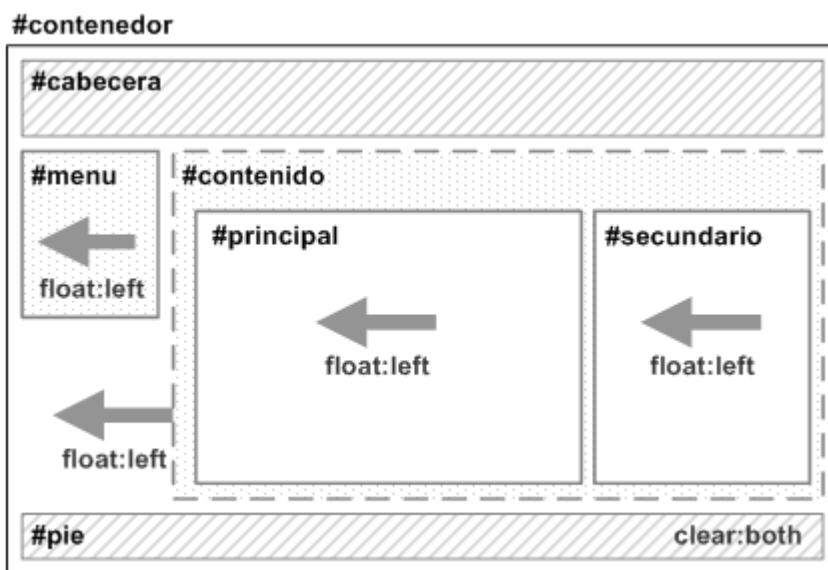 #contenedor
#cabecera
#menu
float:left
#contenido
#principal
float:left
#secundario
float:left
float:left
#pie
clear:both